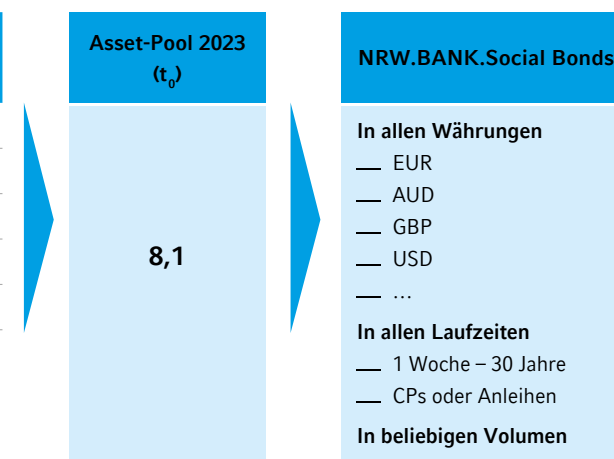 Asset-Pool 2023
(t0)
8,1
NRW.BANK.Social Bonds
In allen Währungen
— EUR
— AUD
— GBP
— USD
— …
In allen Laufzeiten
— 1 Woche – 30 Jahre
— CPs oder Anleihen
In beliebigen Volumen